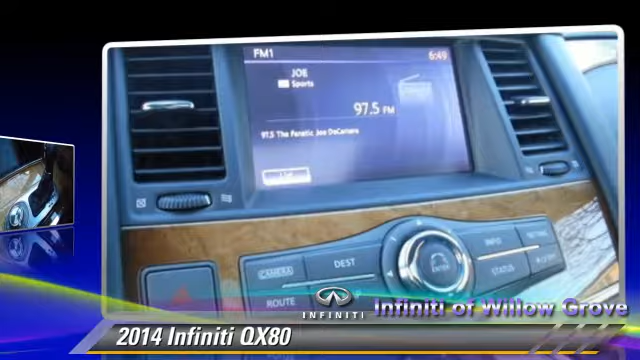 FM1
6:49
JOE
Sports
97.5 FM
97.5 The Fanatic Joe DeCamara
CAMERA
DEST
ROUTE
ENTER
INFO
STATUS
INFINITI
Infiniti of Willow Grove
2014 Infiniti QX80